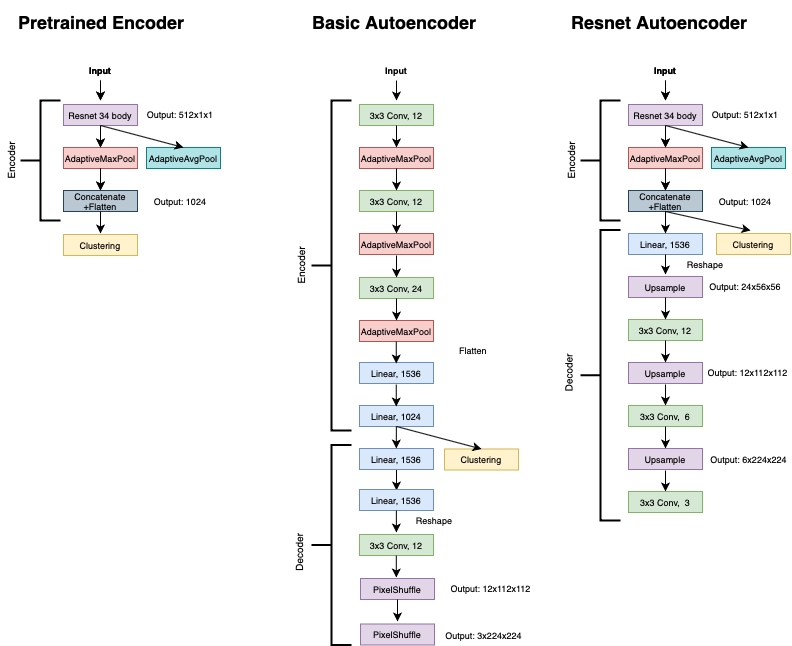 Pretrained Encoder
Input
Encoder
Resnet 34 body
Output: 512x1x1
AdaptiveMaxPool
AdaptiveAvgPool
Concatenate
+Flatten
Output: 1024
Clustering
Basic Autoencoder
Input
Encoder
3x3 Conv, 12
AdaptiveMaxPool
3x3 Conv, 12
AdaptiveMaxPool
3x3 Conv, 24
AdaptiveMaxPool
Flatten
Linear, 1536
Linear, 1024
Decoder
Linear, 1536
Clustering
Linear, 1536
Reshape
3x3 Conv, 12
PixelShuffle
Output: 12x112x112
PixelShuffle
Output: 3x224x224
Resnet Autoencoder
Input
Encoder
Resnet 34 body
Output: 512x1x1
AdaptiveMaxPool
AdaptiveAvgPool
Concatenate
+Flatten
Output: 1024
Decoder
Linear, 1536
Clustering
Reshape
Upsample
Output: 24x56x56
3x3 Conv, 12
Upsample
Output: 12x112x112
3x3 Conv, 6
Upsample
Output: 6x224x224
3x3 Conv, 3